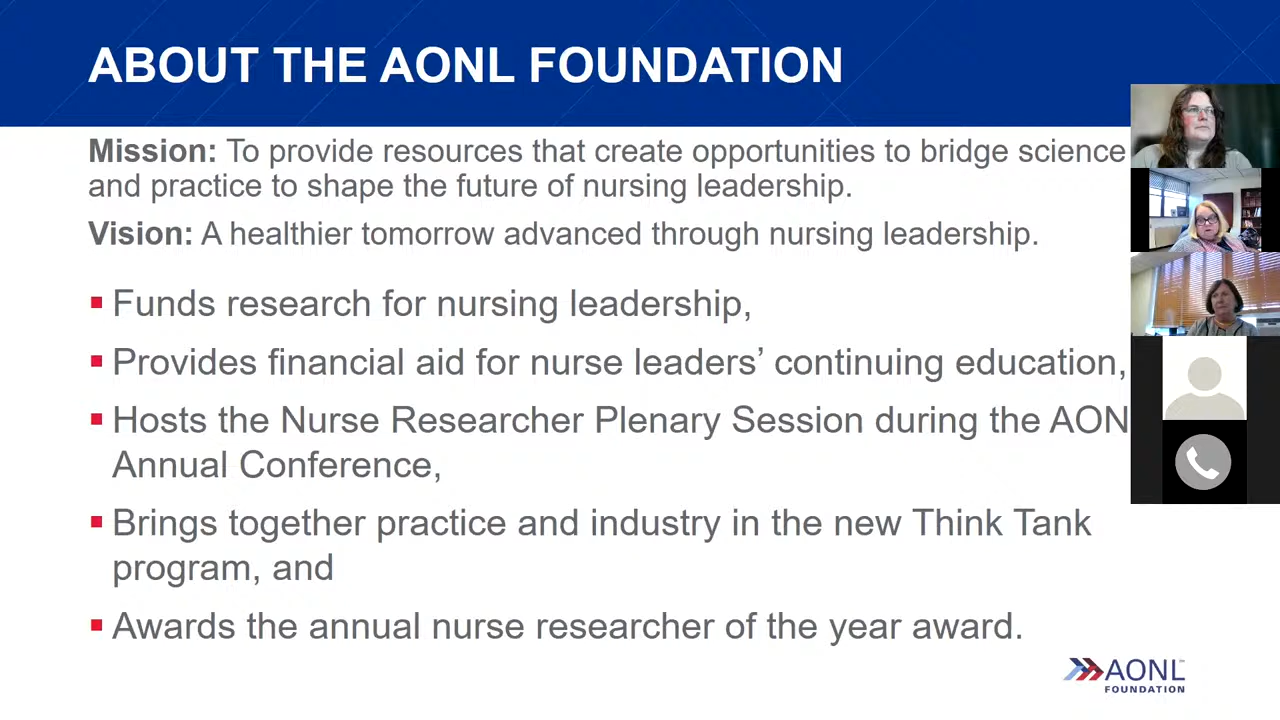 ABOUT THE AONL FOUNDATION
Mission: To provide resources that create opportunities to bridge science
and practice to shape the future of nursing leadership.
Vision: A healthier tomorrow advanced through nursing leadership.
▪ Funds research for nursing leadership,
▪ Provides financial aid for nurse leaders’ continuing education,
▪ Hosts the Nurse Researcher Plenary Session during the AON
Annual Conference,
▪ Brings together practice and industry in the new Think Tank
program, and
▪ Awards the annual nurse researcher of the year award.
AONL™
FOUNDATION